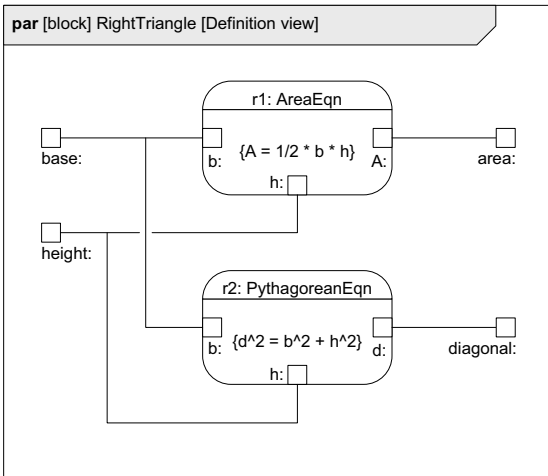 par [block] RightTriangle [Definition view]
r1: AreaEqn
base:
b:
{A = 1/2 * b * h}
A:
area:
h:
height:
r2: PythagoreanEqn
b:
{d^2 = b^2 + h^2}
d:
diagonal:
h: